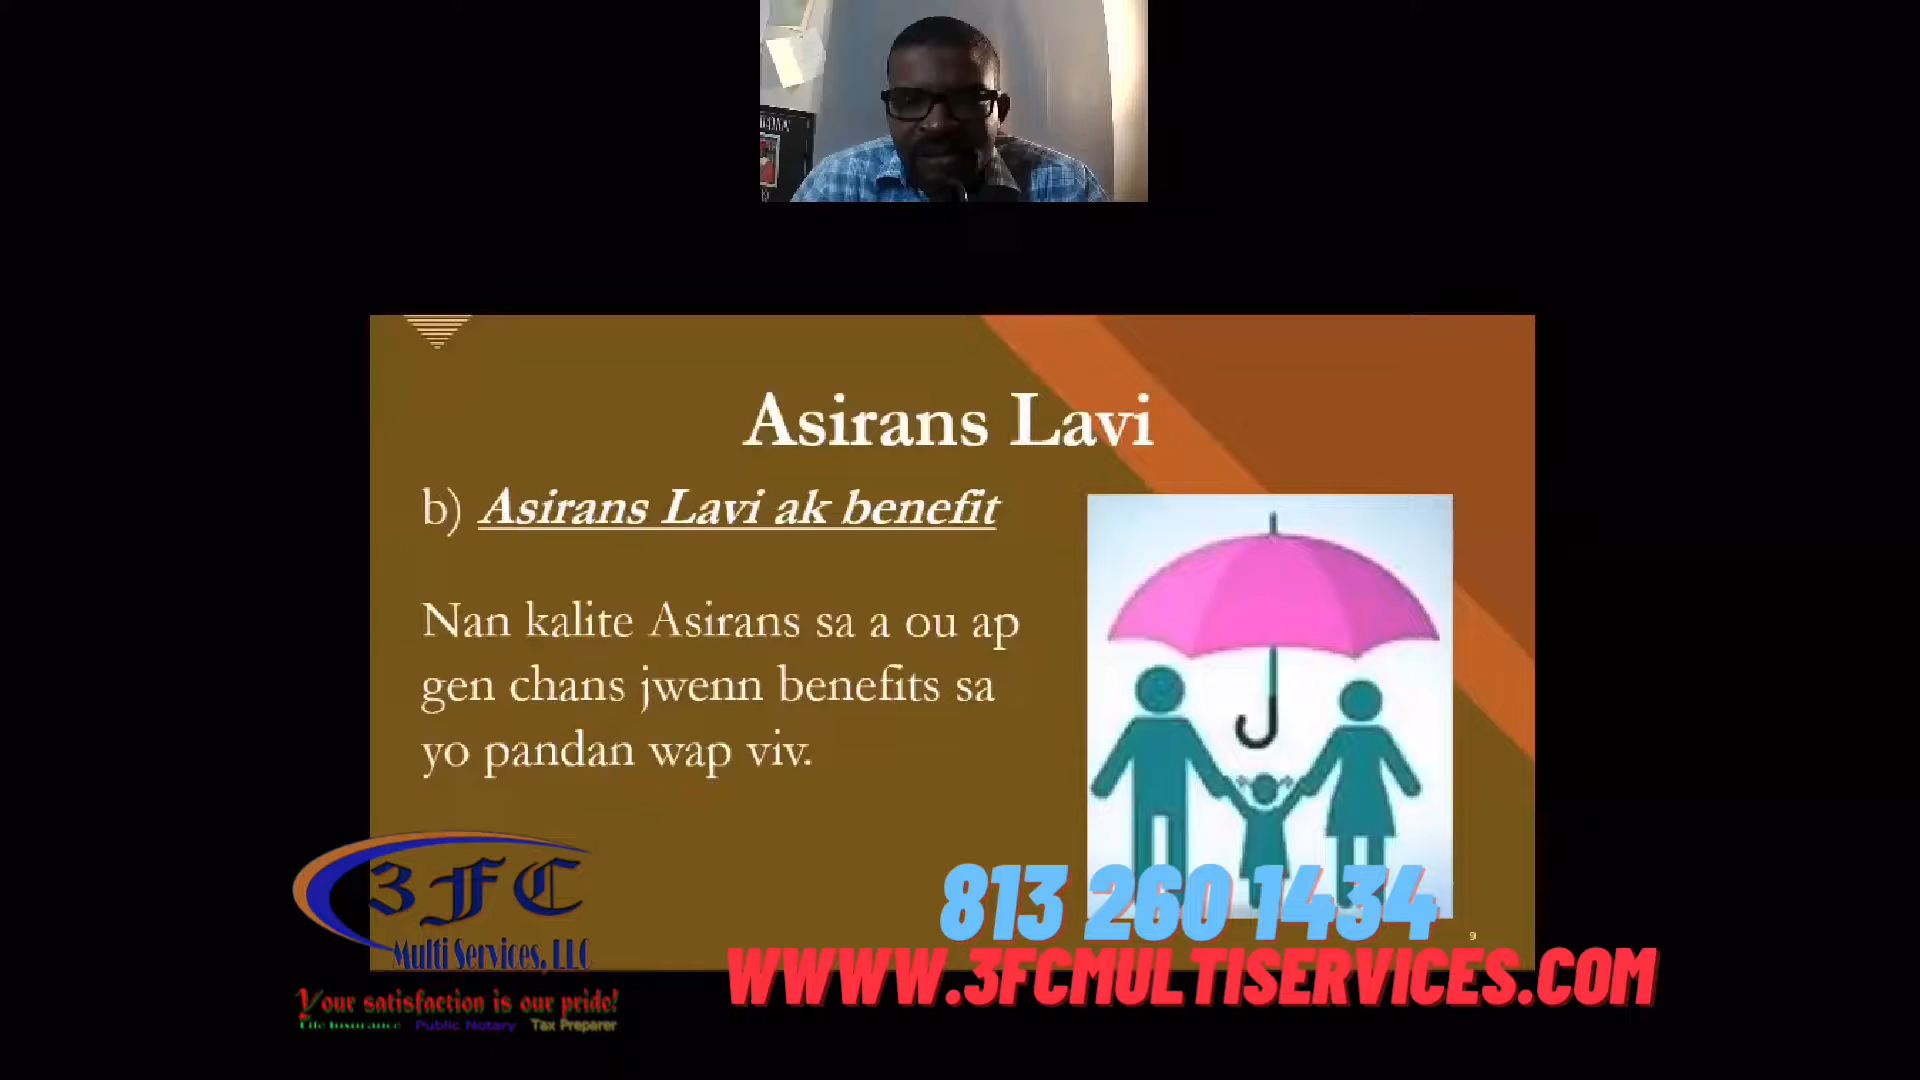 Asirans Lavi
b) Asirans Lavi ak benefit
Nan kalite Asirans sa a ou ap
gen chans jwenn benefits sa
yo pandan wap viv.
3FC
Multi Services, LLC
Your satisfaction is our pride!
Life Insurance Public Notary Tax Preparer
813 260 1434
WWWW.3FCMULTISERVICES.COM
9